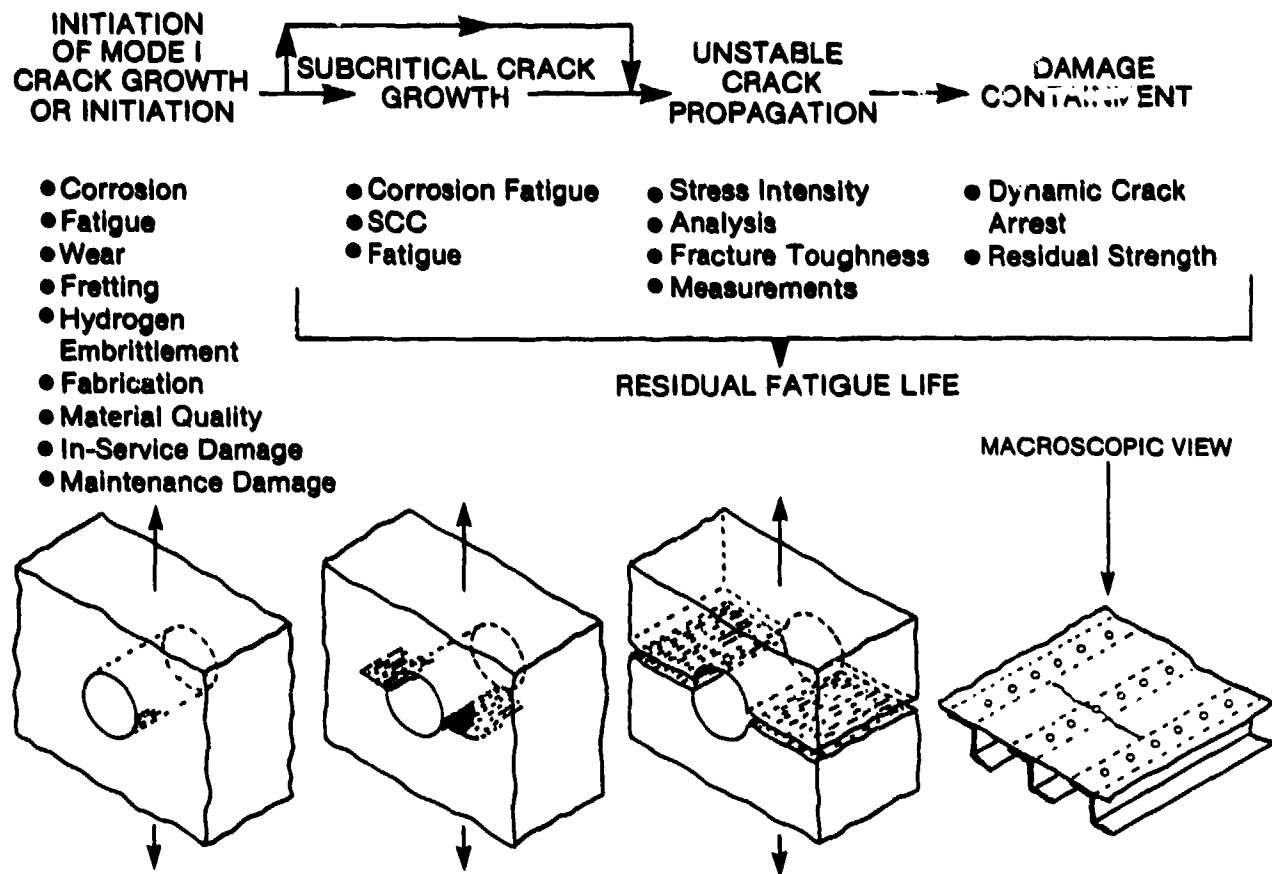 INITIATION
OF MODE I
CRACK GROWTH
OR INITIATION
SUBCRITICAL CRACK
GROWTH
UNSTABLE
CRACK
PROPAGATION
DAMAGE
CONTAINMENT
● Corrosion
● Fatigue
● Wear
● Fretting
● Hydrogen
Embrittlement
● Fabrication
● Material Quality
● In-Service Damage
● Maintenance Damage
● Corrosion Fatigue
● SCC
● Fatigue
● Stress Intensity
● Analysis
● Fracture Toughness
● Measurements
● Dynamic Crack
Arrest
● Residual Strength
RESIDUAL FATIGUE LIFE
MACROSCOPIC VIEW